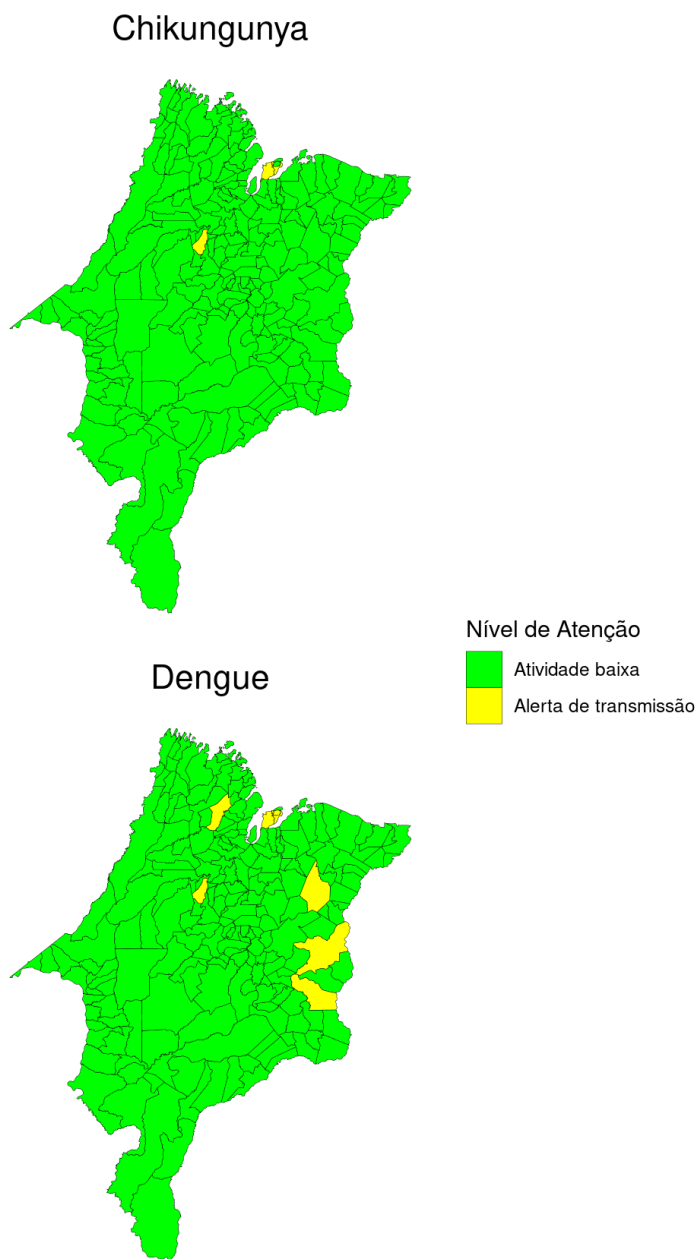 Chikungunya
Nível de Atenção
Atividade baixa
Alerta de transmissão
Dengue